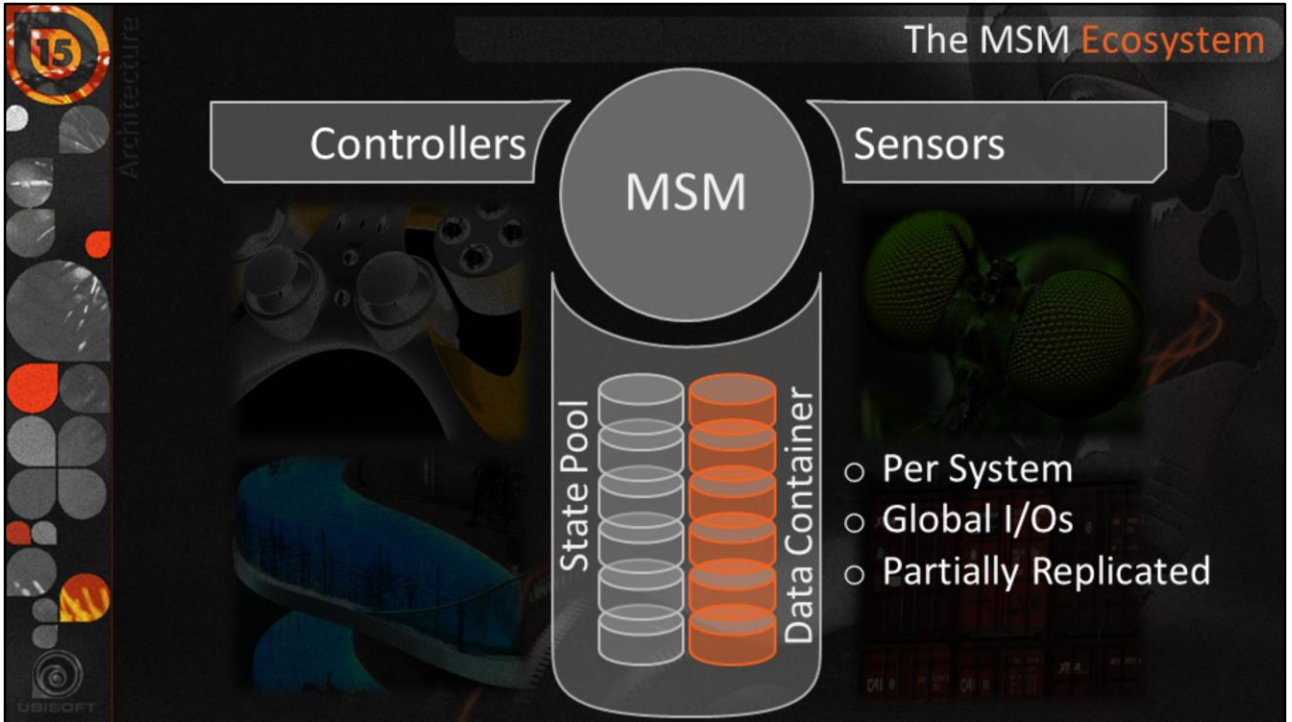 15
Architecture
The MSM Ecosystem
Controllers
MSM
Sensors
State Pool
Data Container
○ Per System
○ Global I/Os
○ Partially Replicated
UBISOFT